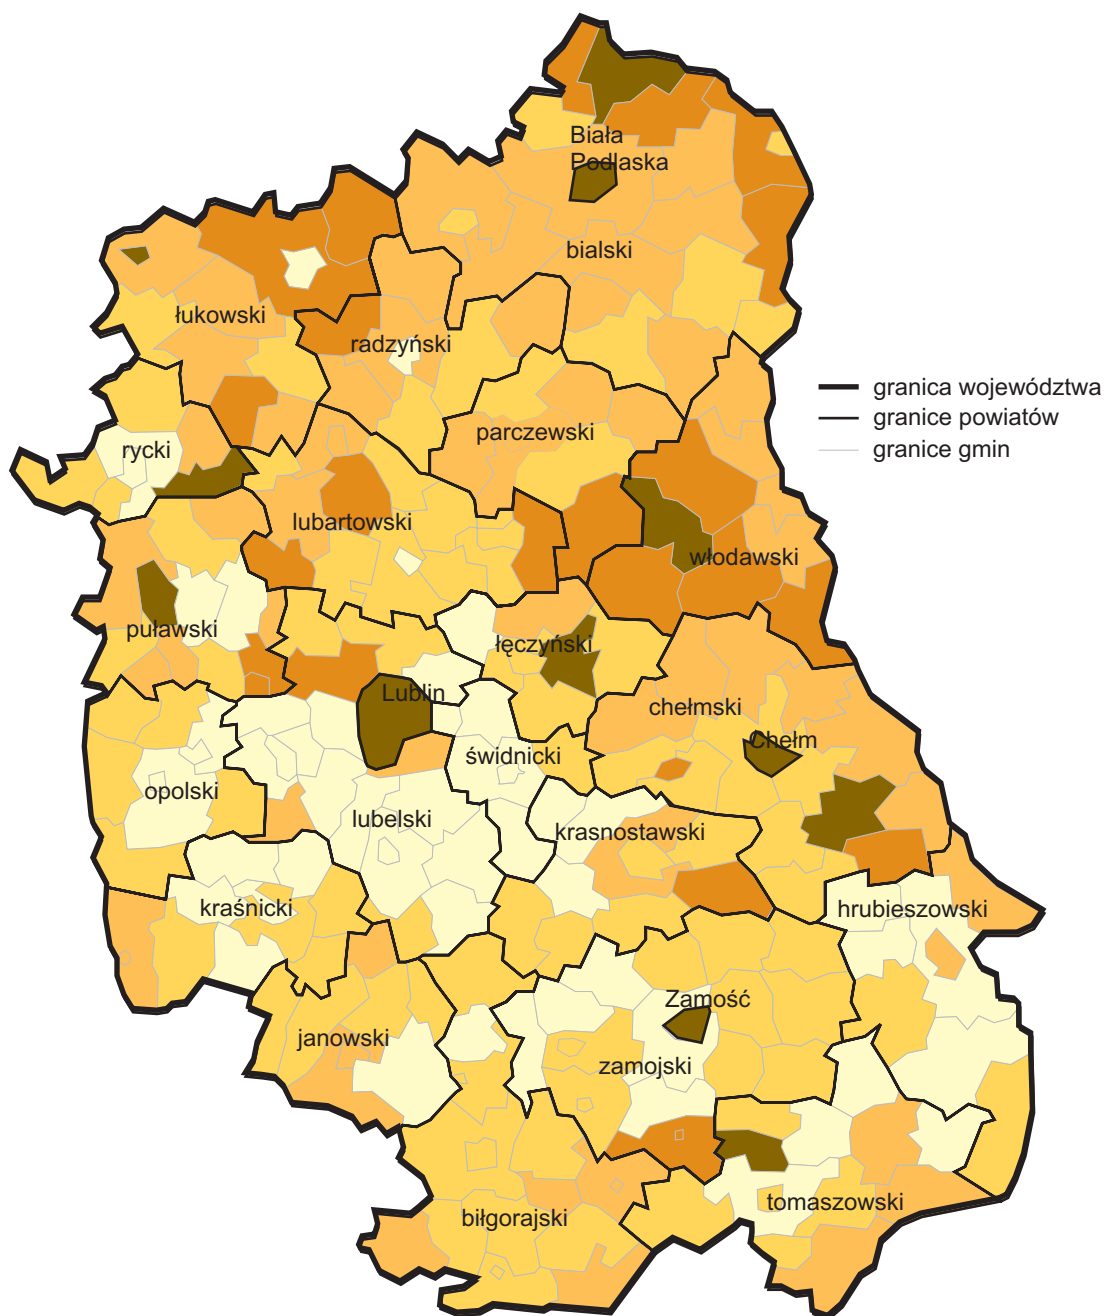 Biała
Podlaska
bialski
łukowski
radzyński
granica województwa
granice powiatów
granice gmin
rycki
parczewski
lubartowski
włodawski
puławski
łęczyński
Lublin
chełmski
Chełm
świdnicki
opolski
lubelski
krasnostawski
kraśnicki
hrubieszowski
Zamość
janowski
zamojski
tomaszowski
biłgorajski